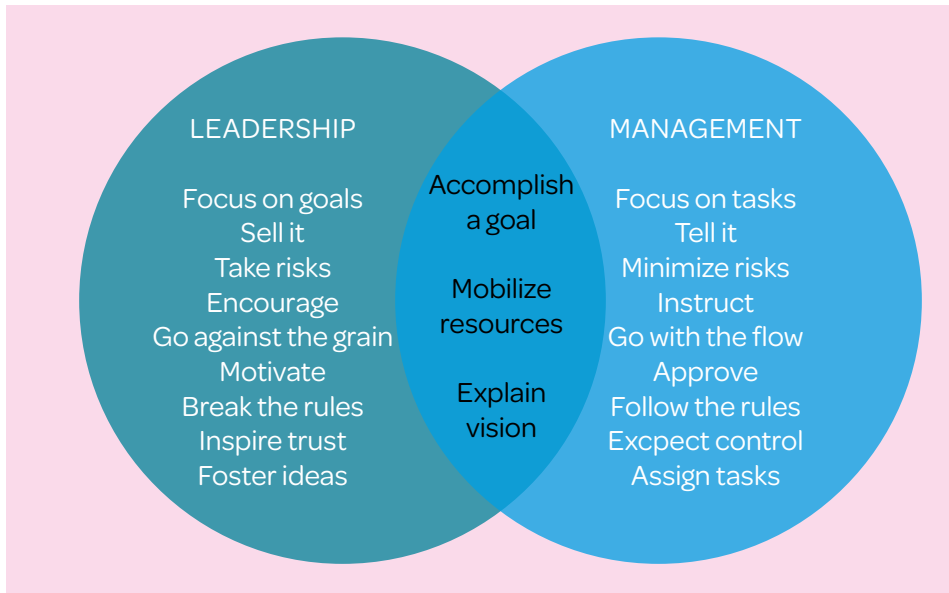 LEADERSHIP
Focus on goals
Sell it
Take risks
Encourage
Go against the grain
Motivate
Break the rules
Inspire trust
Foster ideas
Accomplish
a goal
Mobilize
resources
Explain
vision
MANAGEMENT
Focus on tasks
Tell it
Minimize risks
Instruct
Go with the flow
Approve
Follow the rules
Excpect control
Assign tasks